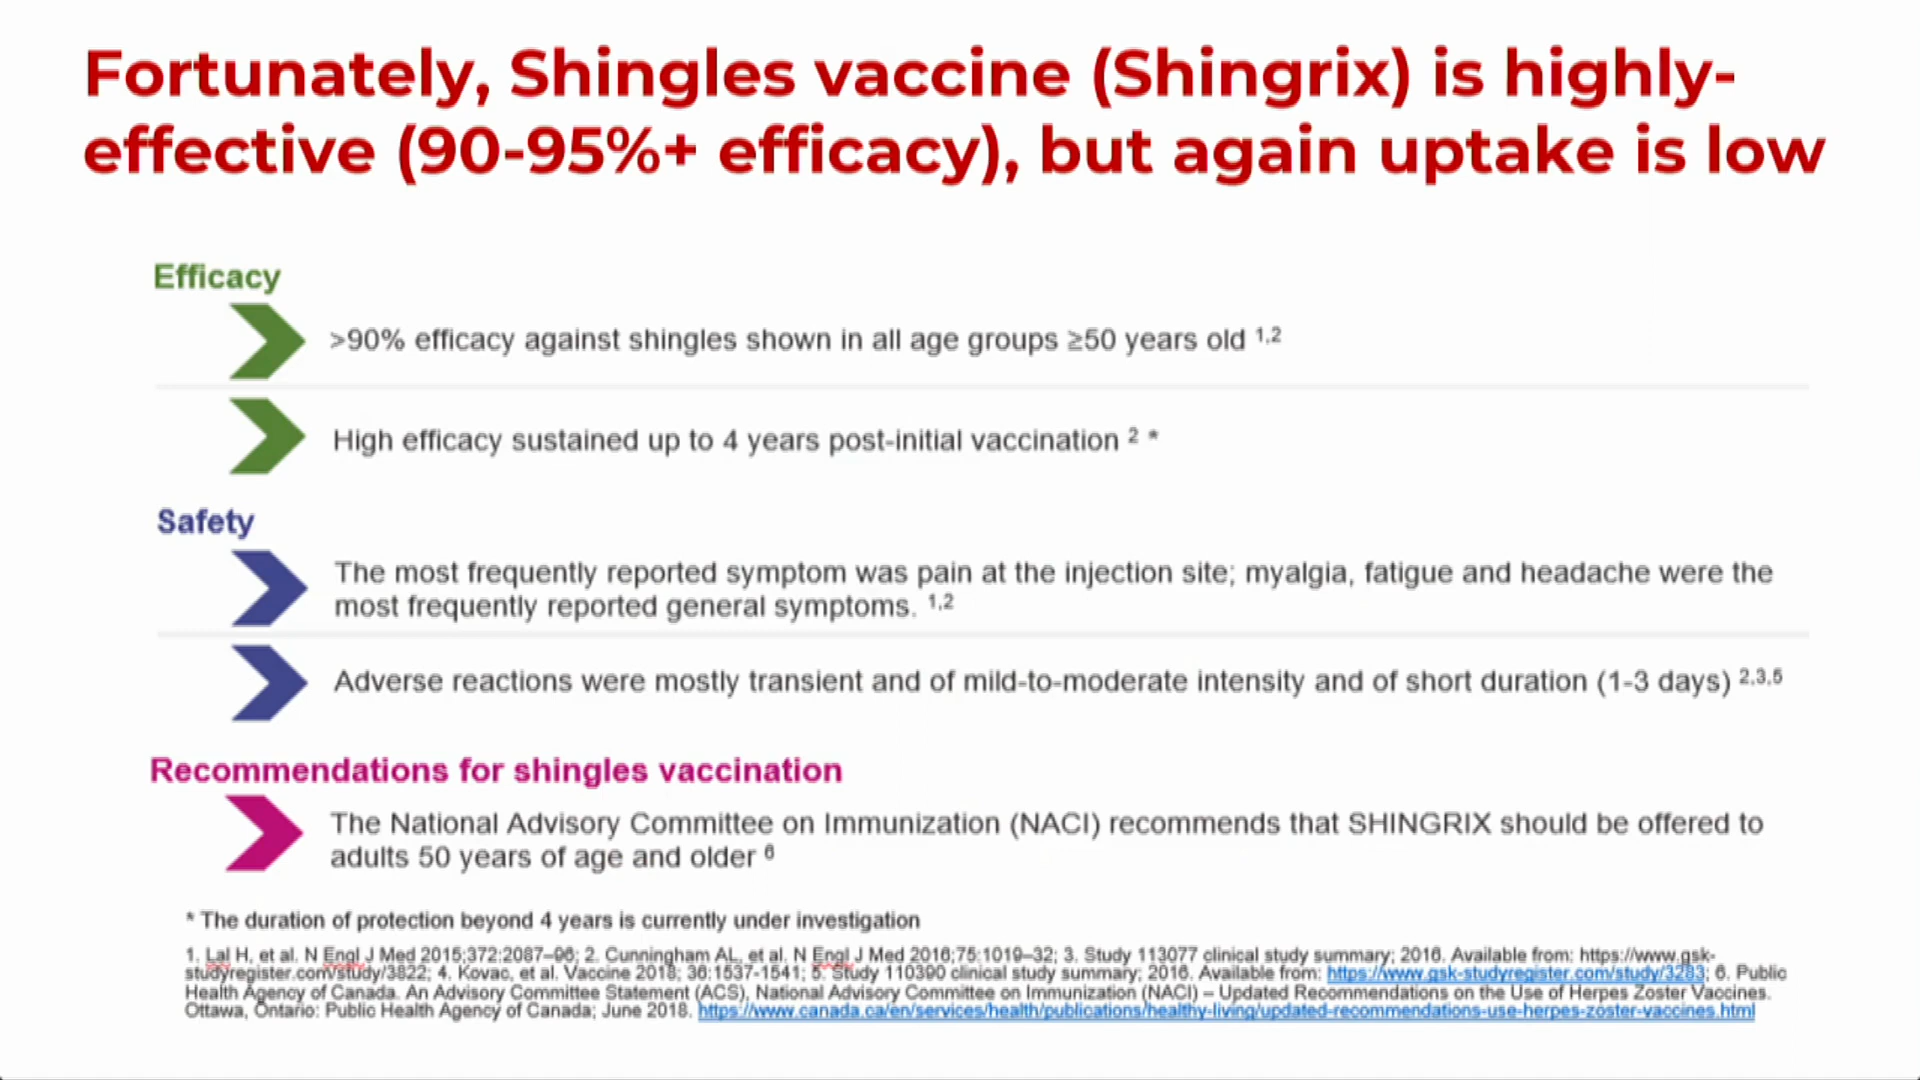 Fortunately, Shingles vaccine (Shingrix) is highly-
effective (90-95%+ efficacy), but again uptake is low
Efficacy
>90% efficacy against shingles shown in all age groups ≥50 years old 1,2
High efficacy sustained up to 4 years post-initial vaccination 2 *
Safety
The most frequently reported symptom was pain at the injection site; myalgia, fatigue and headache were the
most frequently reported general symptoms. 1,2
Adverse reactions were mostly transient and of mild-to-moderate intensity and of short duration (1-3 days) 2,3,5
Recommendations for shingles vaccination
The National Advisory Committee on Immunization (NACI) recommends that SHINGRIX should be offered to
adults 50 years of age and older 6
* The duration of protection beyond 4 years is currently under investigation
1. Lal H, et al. N Engl J Med 2015;372:2087–96; 2. Cunningham AL, et al. N Engl J Med 2016;75:1019–32; 3. Study 113077 clinical study summary; 2016. Available from: https://www.gsk-
studyregister.com/study/3822; 4. Kovac, et al. Vaccine 2018; 36:1537-1541; 5. Study 110390 clinical study summary; 2016. Available from: https://www.gsk-studyregister.com/study/3283; 6. Public
Health Agency of Canada. An Advisory Committee Statement (ACS), National Advisory Committee on Immunization (NACI) – Updated Recommendations on the Use of Herpes Zoster Vaccines.
Ottawa, Ontario: Public Health Agency of Canada; June 2018. https://www.canada.ca/en/services/health/publications/healthy-living/updated-recommendations-use-herpes-zoster-vaccines.html